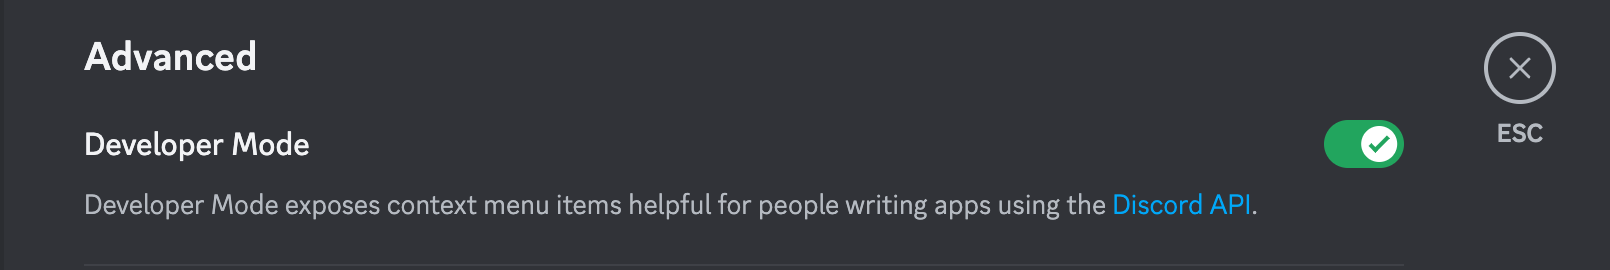 Advanced
Developer Mode
Developer Mode exposes context menu items helpful for people writing apps using the Discord API.
ESC